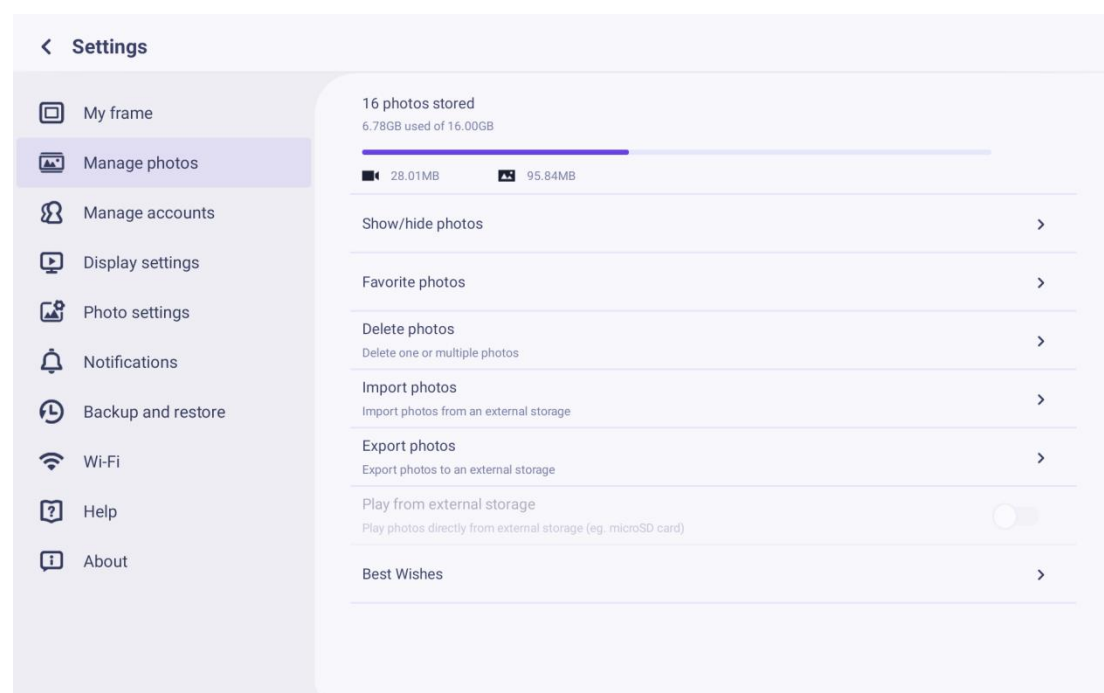 Settings
My frame
Manage photos
Manage accounts
Display settings
Photo settings
Notifications
Backup and restore
Wi-Fi
Help
About
16 photos stored
6.78GB used of 16.00GB
28.01MB 95.84MB
Show/hide photos
Favorite photos
Delete photos
Delete one or multiple photos
Import photos
Import photos from an external storage
Export photos
Export photos to an external storage
Play from external storage
Play photos directly from external storage (eg. microSD card)
Best Wishes